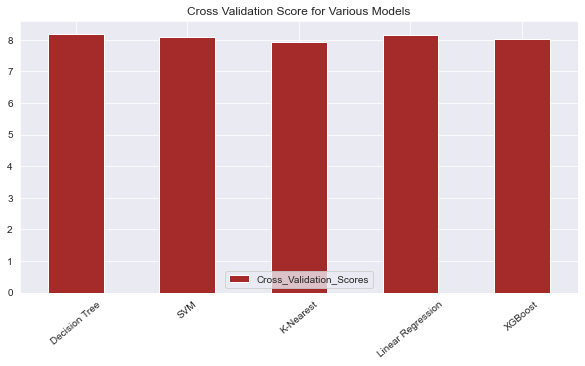 Cross Validation Score for Various Models
8
7
6
5
4
3
2
1
0
Cross_Validation_Scores
Decision Tree
SVM
K-Nearest
Linear Regression
XGBoost